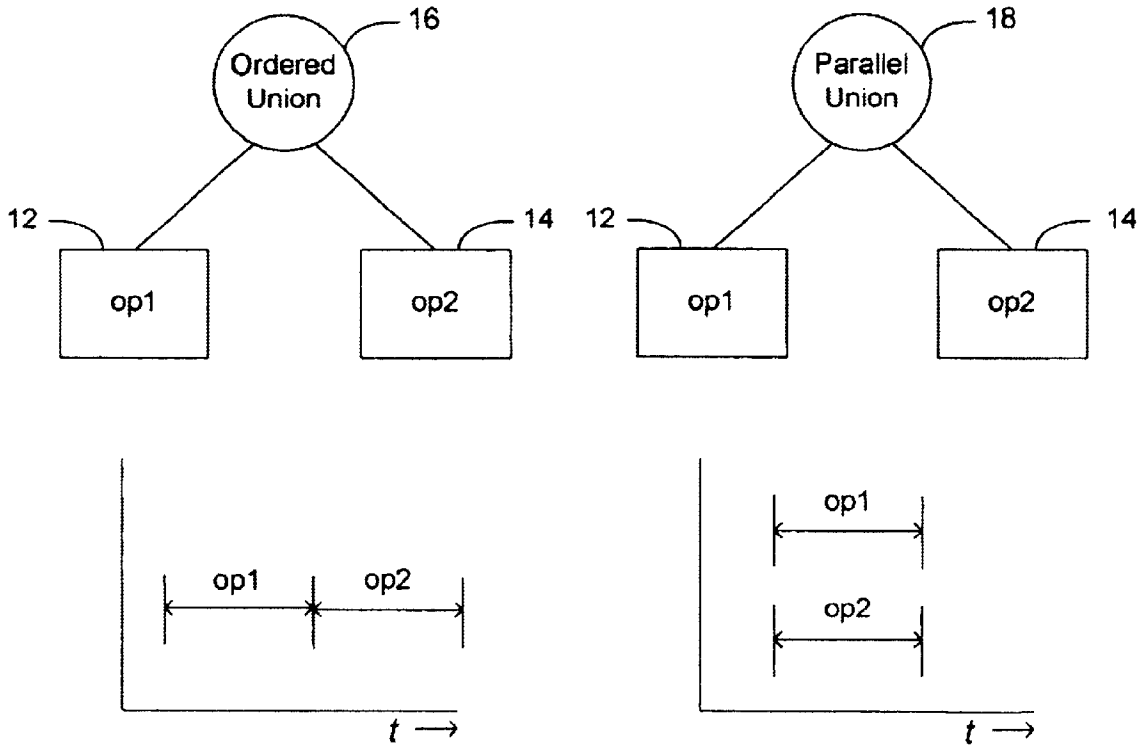 16
Ordered
Union
12
14
op1
op2
18
Parallel
Union
12
14
op1
op2
op1
op2
t →
op1
op2
t →